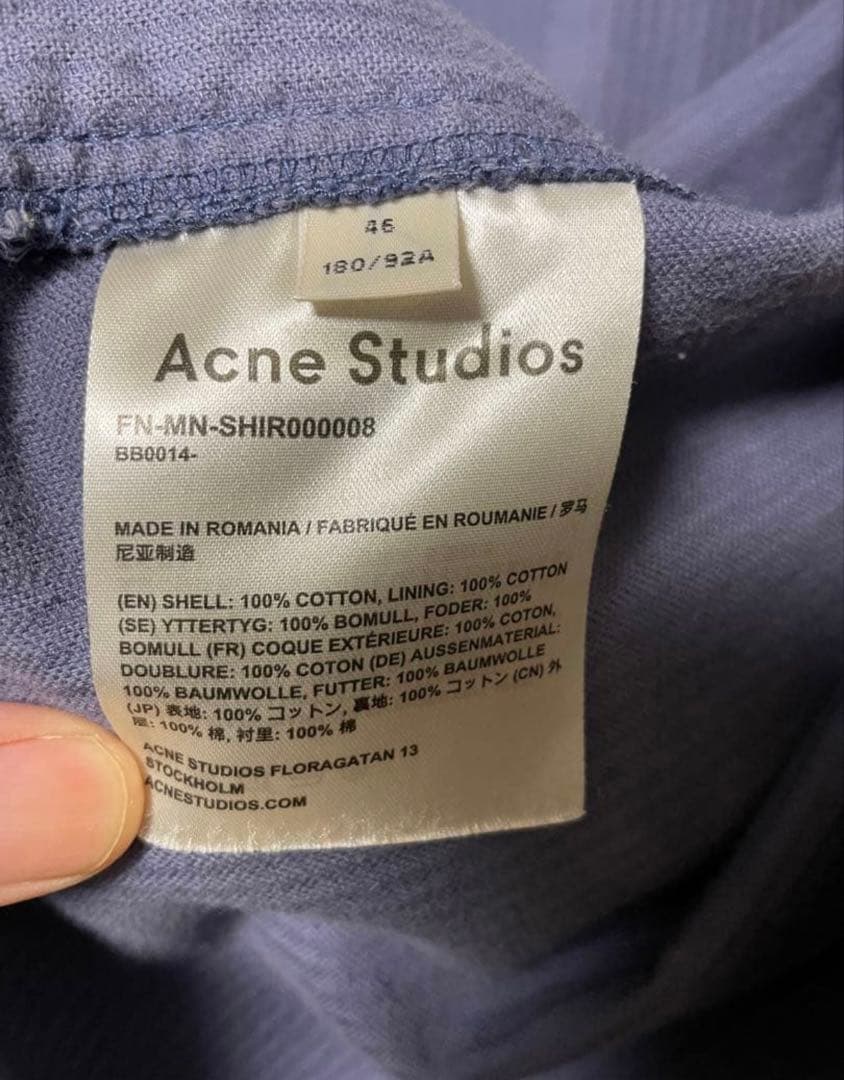 46
180/92A
Acne Studios
FN-MN-SHIR000008
BB0014-
MADE IN ROMANIA / FABRIQUÉ EN ROUMANIE / 罗马
尼亚制造
(EN) SHELL: 100% COTTON, LINING: 100% COTTON
(SE) YTTERTYG: 100% BOMULL, FODER: 100%
BOMULL (FR) COQUE EXTÉRIEURE: 100% COTON,
DOUBLURE: 100% COTON (DE) AUSSENMATERIAL:
100% BAUMWOLLE, FUTTER: 100% BAUMWOLLE
(JP) 表地: 100% コットン, 裏地: 100% コットン (CN) 外
层: 100% 棉, 衬里: 100% 棉
ACNE STUDIOS FLORAGATAN 13
STOCKHOLM
ACNESTUDIOS.COM